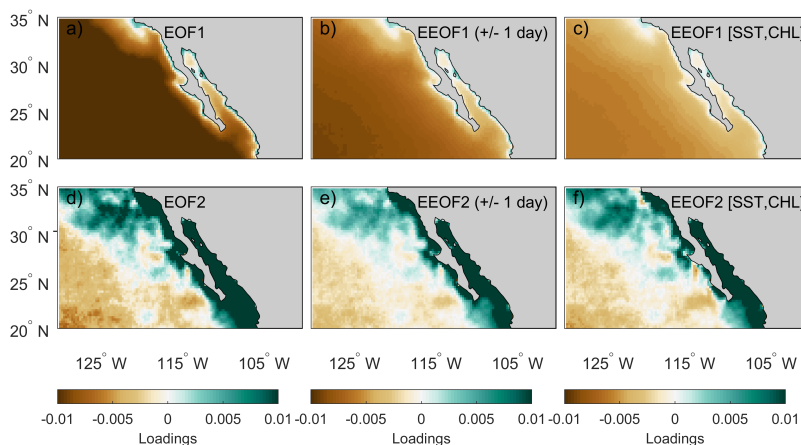 35° N
30° N
25° N
20° N
a)
EOF1
b)
EEOF1 (+/- 1 day)
c)
EEOF1 [SST,CHL]
35° N
30° N
25° N
20° N
d)
EOF2
e)
EEOF2 (+/- 1 day)
f)
EEOF2 [SST,CHL]
125° W 115° W 105° W
125° W 115° W 105° W
125° W 115° W 105° W
-0.01 -0.005 0 0.005 0.01
Loadings
-0.01 -0.005 0 0.005 0.01
Loadings
-0.01 -0.005 0 0.005 0.01
Loadings